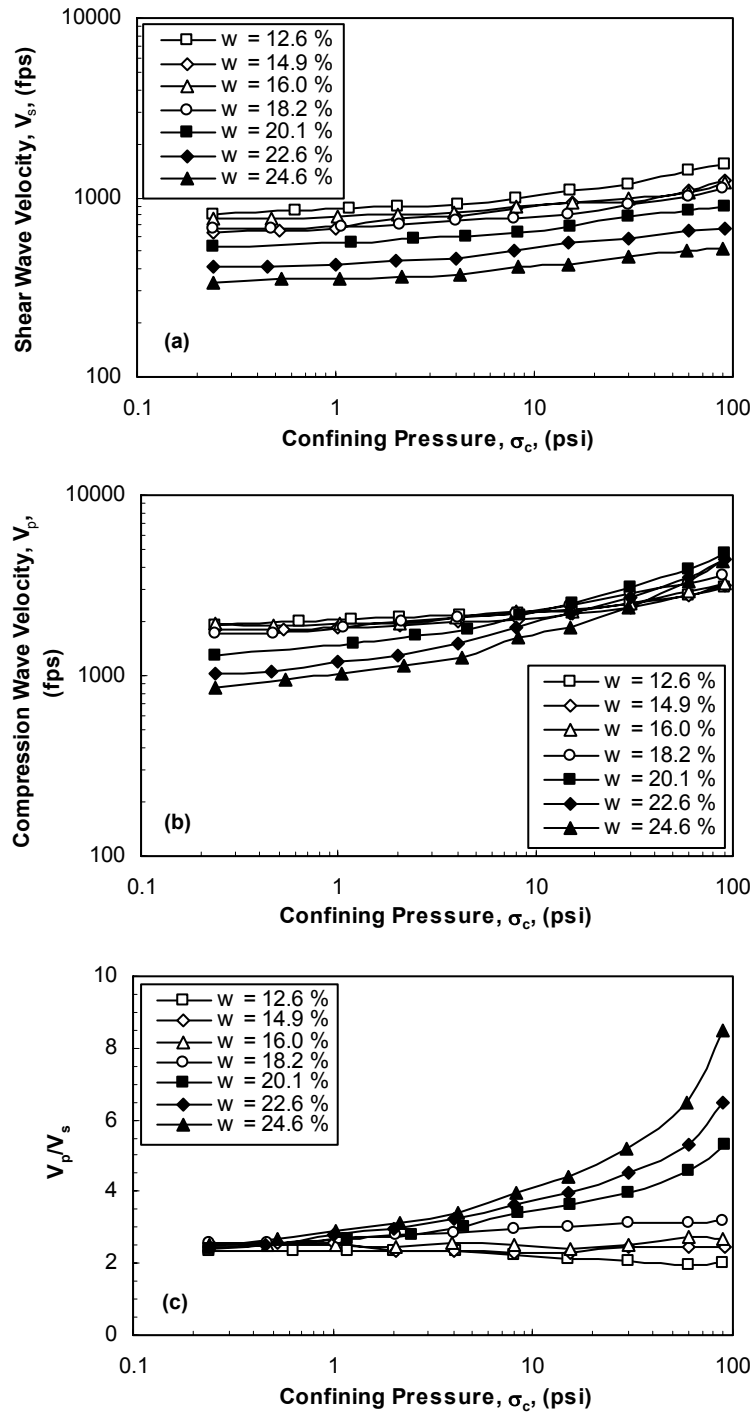 10000
1000
100
Shear Wave Velocity, Vs, (fps)
w = 12.6 %
w = 14.9 %
w = 16.0 %
w = 18.2 %
w = 20.1 %
w = 22.6 %
w = 24.6 %
(a)
0.1 1 10 100
Confining Pressure, σc, (psi)
10000
1000
100
Compression Wave Velocity, Vp,
(fps)
w = 12.6 %
w = 14.9 %
w = 16.0 %
w = 18.2 %
w = 20.1 %
w = 22.6 %
w = 24.6 %
(b)
0.1 1 10 100
Confining Pressure, σc, (psi)
10
8
6
4
2
0
Vp/Vs
w = 12.6 %
w = 14.9 %
w = 16.0 %
w = 18.2 %
w = 20.1 %
w = 22.6 %
w = 24.6 %
(c)
0.1 1 10 100
Confining Pressure, σc, (psi)